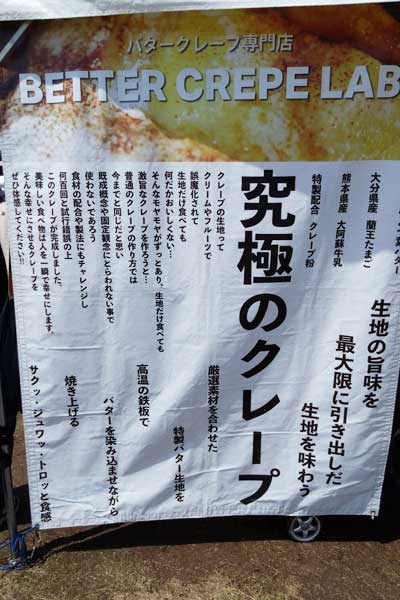 バタークレープ専門店
BETTER CREPE LAB
大分県産 蘭王たまご
熊本県産 大阿蘇牛乳
特製配合 クレープ粉
生地の旨味を
最大限に引き出した
生地を味わう
究極のクレープ
クレープの生地って
クリームやフルーツで
誤魔化されて
生地だけ食べても
何だかおいしくない…
そんなモヤモヤがずっとあり、生地だけ食べても
激旨なクレープを作ろうと…
普通のクレープの作り方では
今までと同じだと思い
既成概念や固定観念にとらわれない事で
使わないであろう
食材の配合や製法にもチャレンジし
何百回と試行錯誤の上
このクレープが完成しました。
美味しい食べ物は人を一瞬で幸せにします。
そんな幸せにさせるクレープを
ぜひ体感してください!!
厳選素材を合わせた
特製バター生地を
高温の鉄板で
バターを染み込ませながら
焼き上げる
サクッ・ジュワッ・トロッと食感